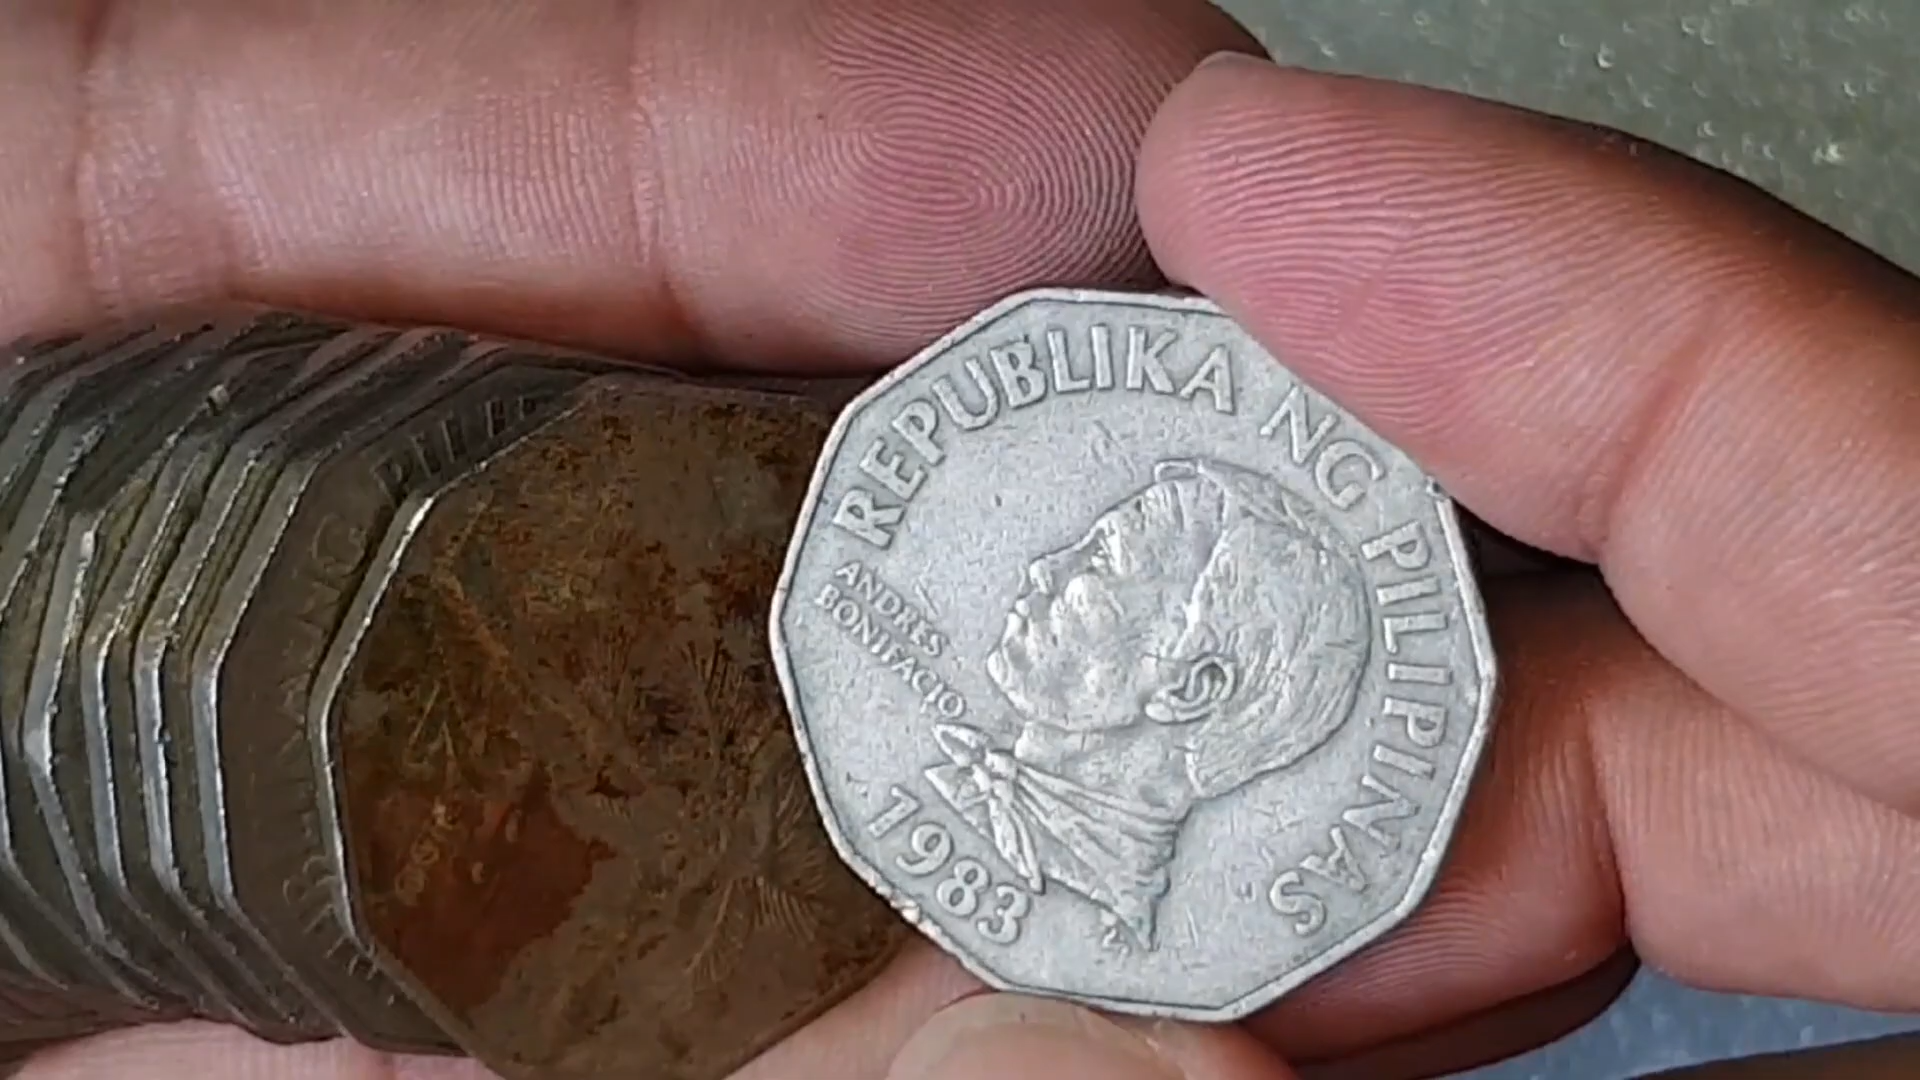 REPUBLIKA NG PILIPINAS
ANDRES
BONIFACIO
1983